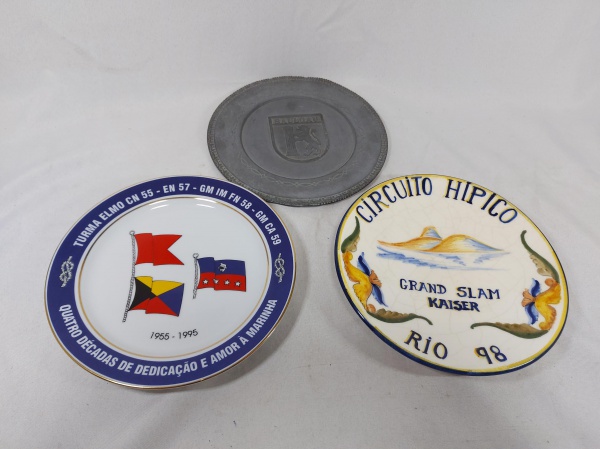 TURMA ELMO CN 55 - EN 57 - GM IM FN 58 - GM CA 59
1955 - 1995
QUATRO DÉCADAS DE DEDICAÇÃO E AMOR A MARINHA
CIRCUITO HIPICO
GRAND SLAM
KAISER
RIO 98